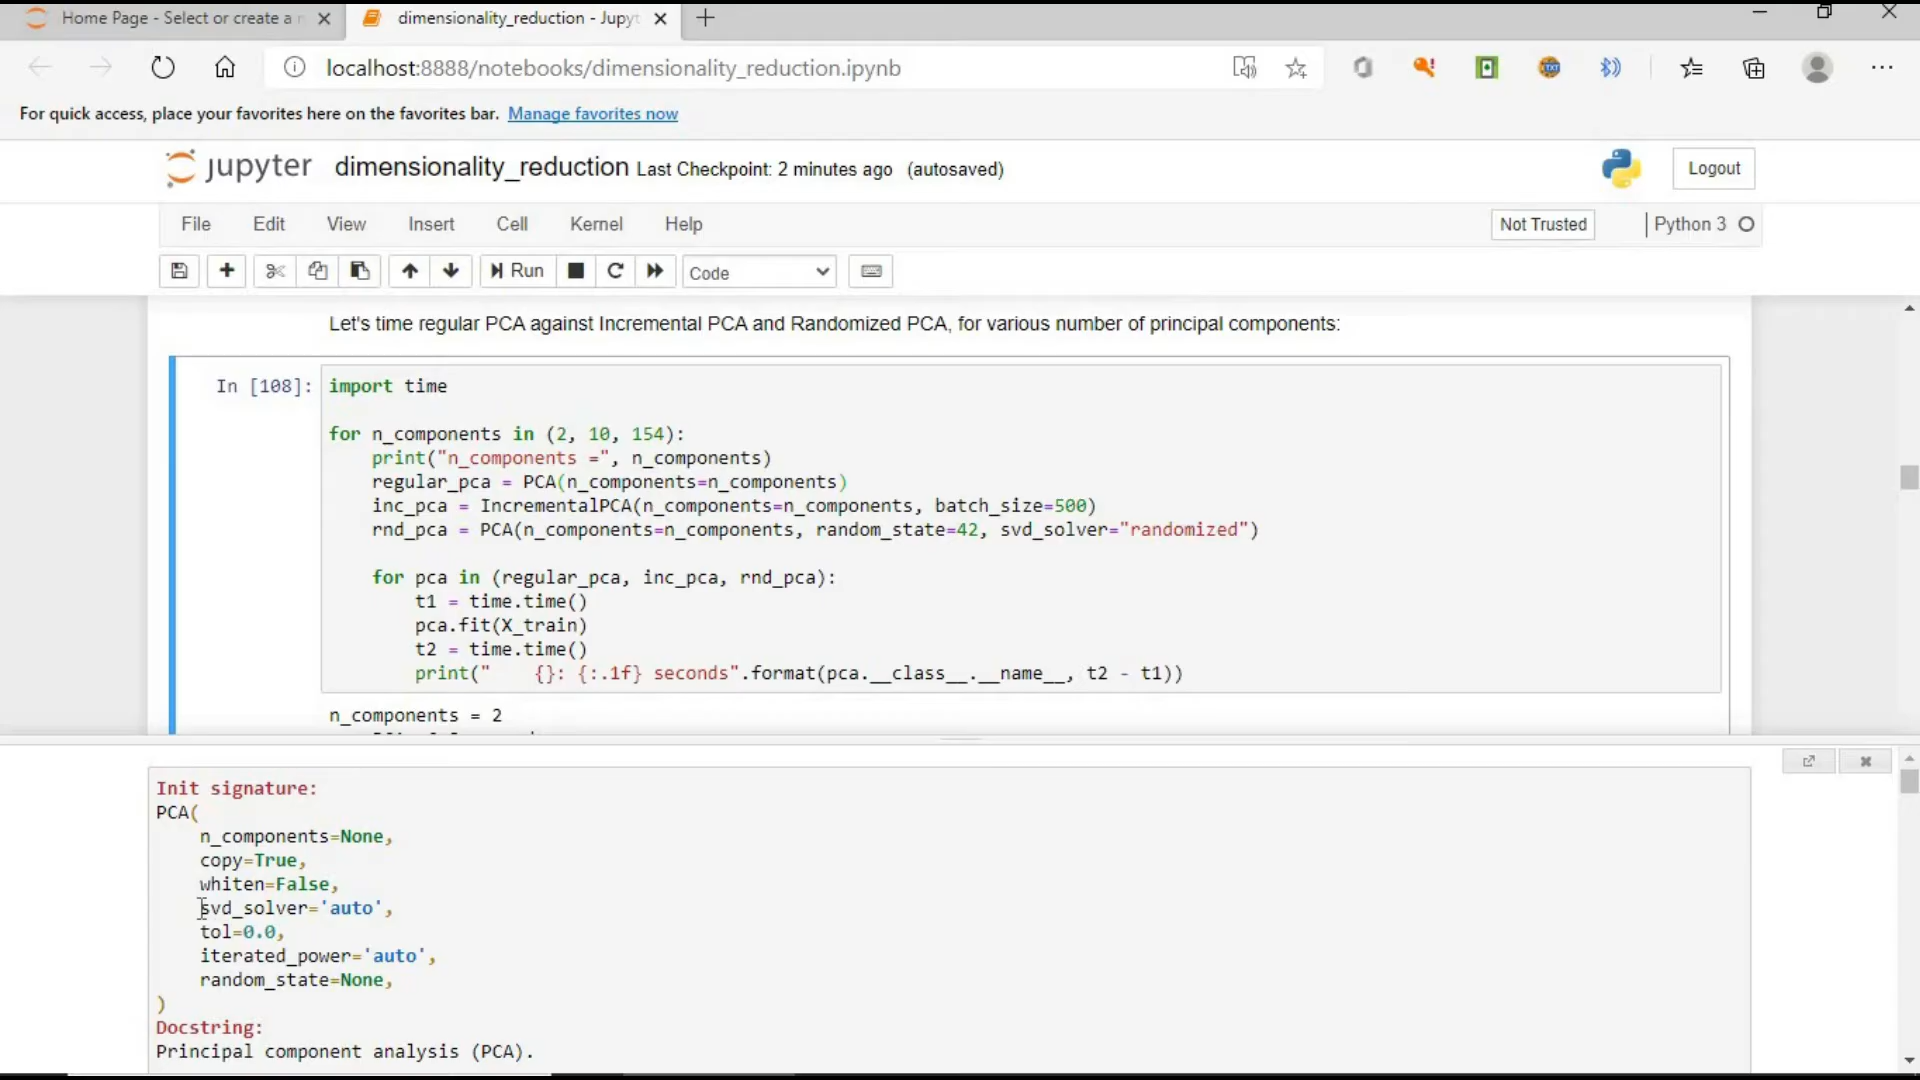 Home Page - Select or create a n
dimensionality_reduction - Jupyt
localhost:8888/notebooks/dimensionality_reduction.ipynb
For quick access, place your favorites here on the favorites bar. Manage favorites now
jupyter dimensionality_reduction Last Checkpoint: 2 minutes ago (autosaved)
Logout
File Edit View Insert Cell Kernel Help
Not Trusted
Python 3
Run
Code
Let's time regular PCA against Incremental PCA and Randomized PCA, for various number of principal components:
In [108]:
import time
for n_components in (2, 10, 154):
print("n_components =", n_components)
regular_pca = PCA(n_components=n_components)
inc_pca = IncrementalPCA(n_components=n_components, batch_size=500)
rnd_pca = PCA(n_components=n_components, random_state=42, svd_solver="randomized")
for pca in (regular_pca, inc_pca, rnd_pca):
t1 = time.time()
pca.fit(X_train)
t2 = time.time()
print("    {}: {:.1f} seconds".format(pca.__class__.__name__, t2 - t1))
n_components = 2
Init signature:
PCA(
n_components=None,
copy=True,
whiten=False,
svd_solver='auto',
tol=0.0,
iterated_power='auto',
random_state=None,
)
Docstring:
Principal component analysis (PCA).